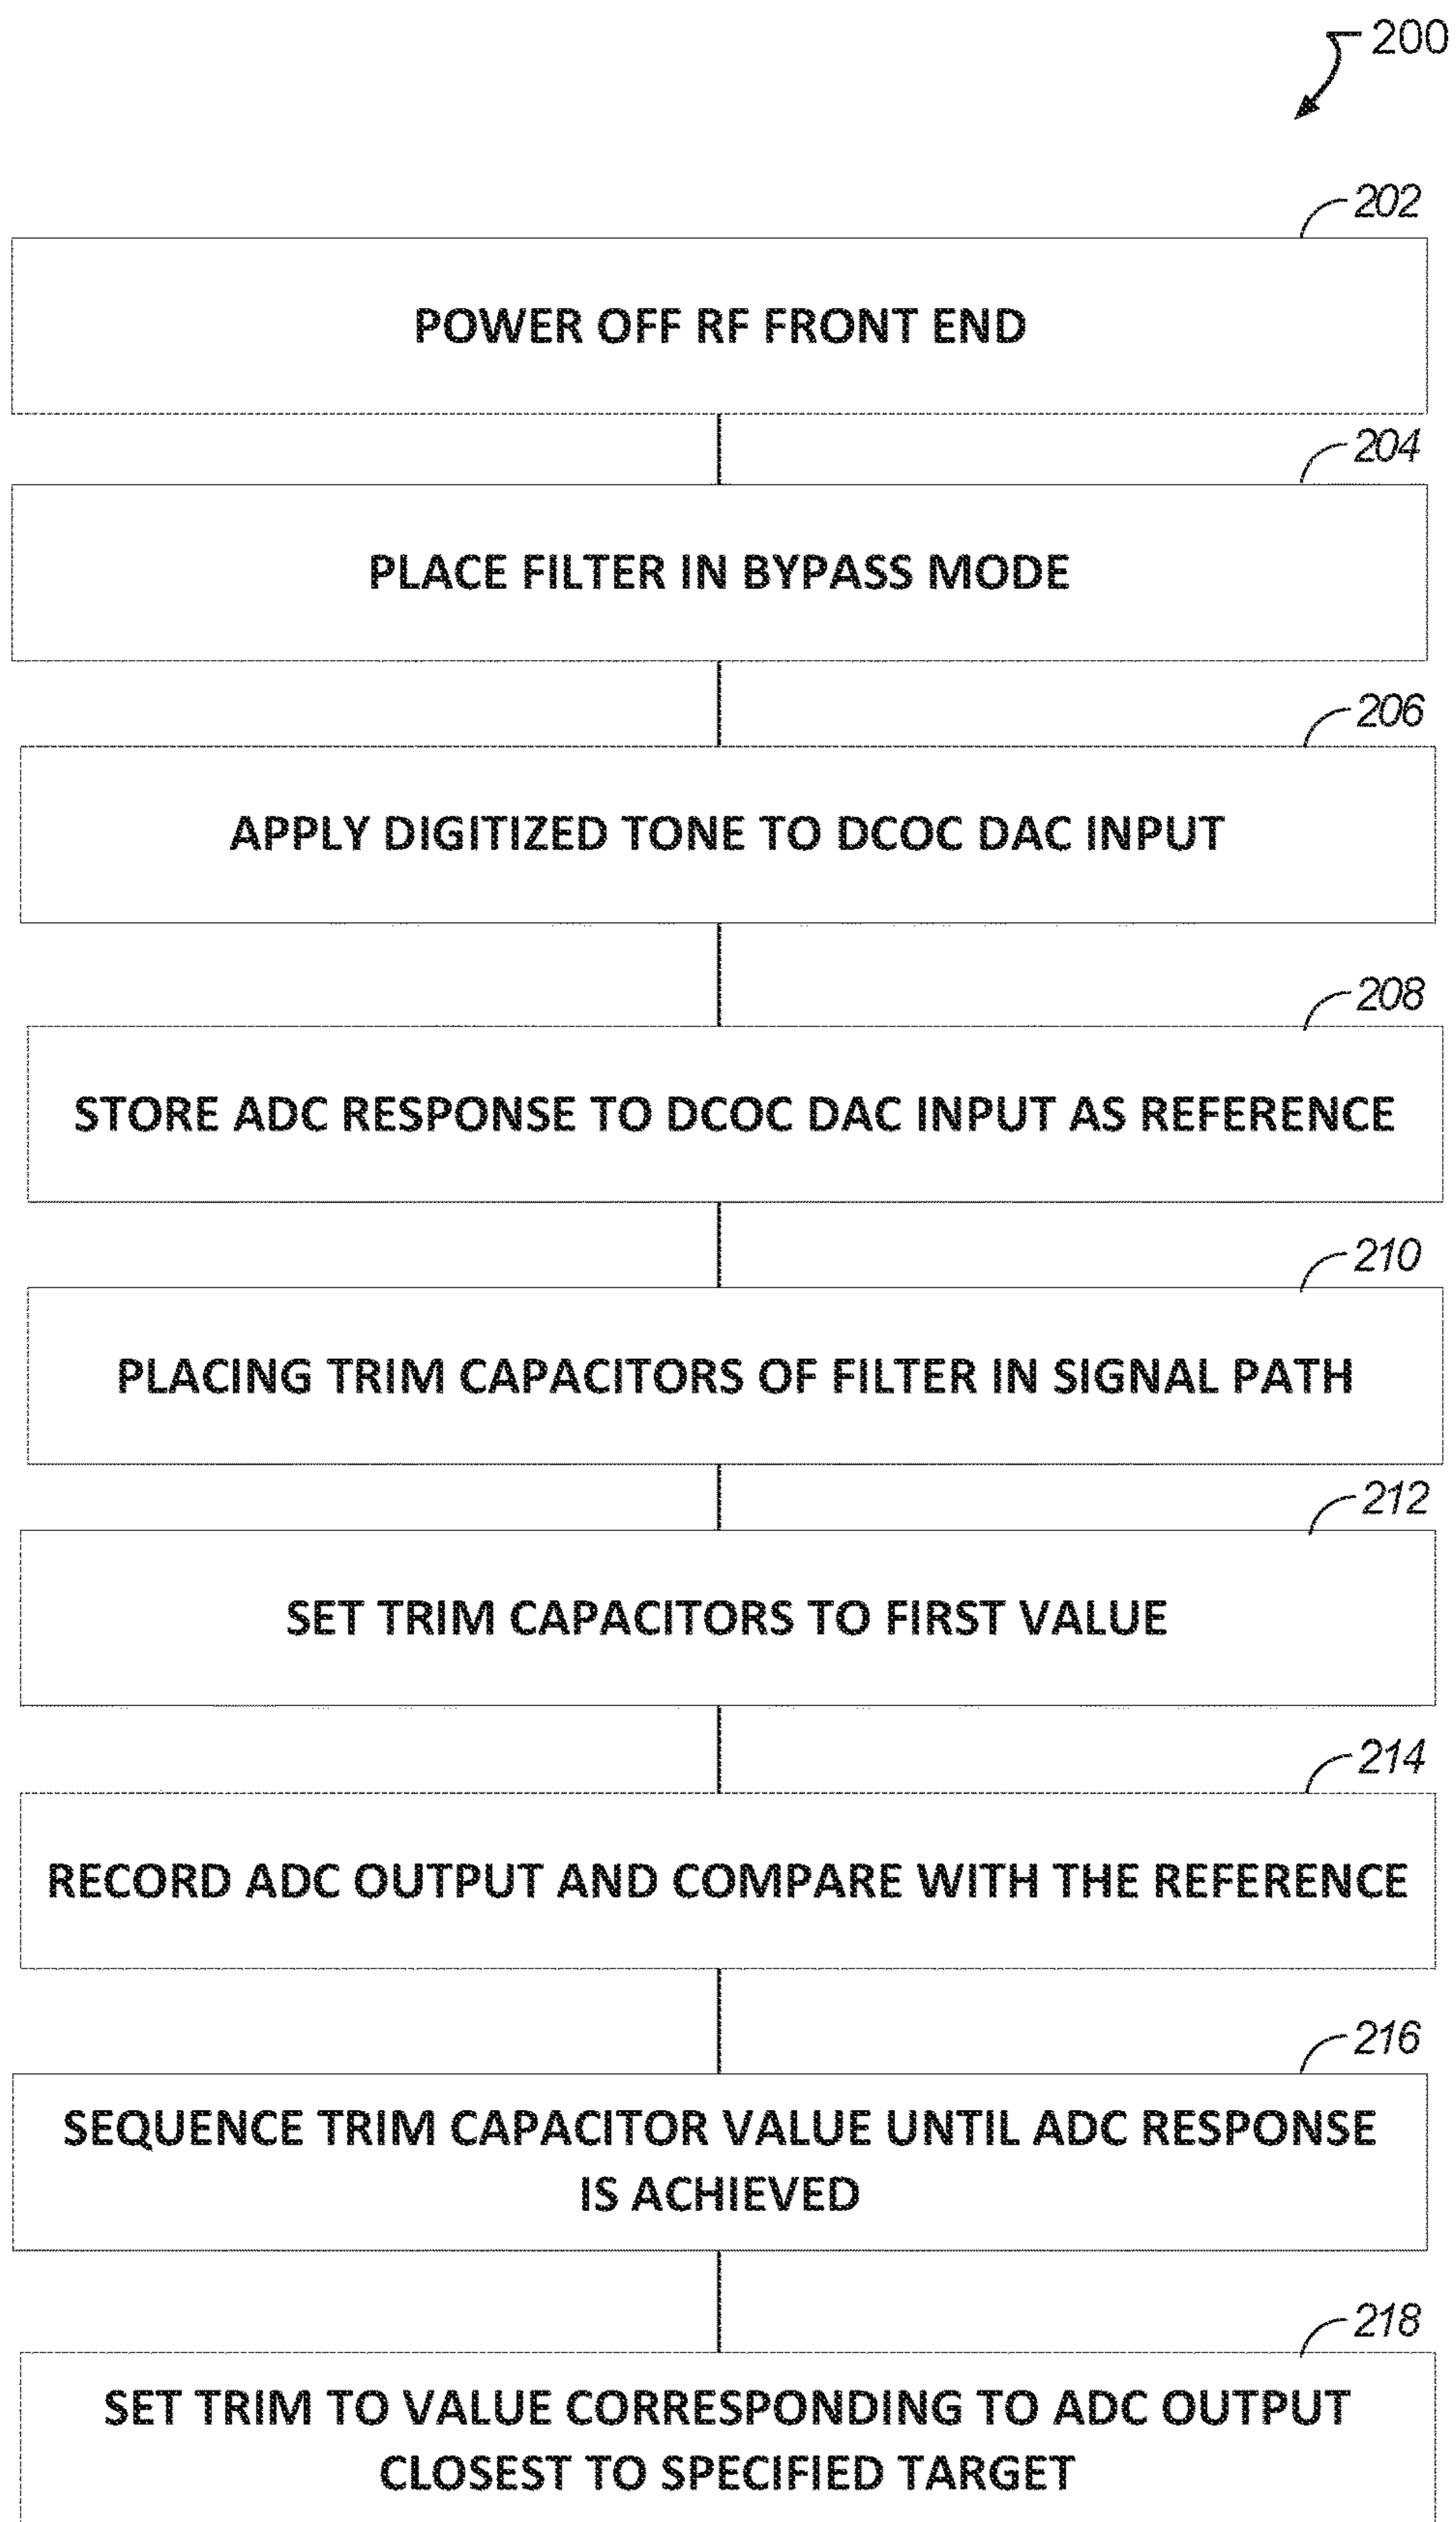 200
202
POWER OFF RF FRONT END
204
PLACE FILTER IN BYPASS MODE
206
APPLY DIGITIZED TONE TO DCOC DAC INPUT
208
STORE ADC RESPONSE TO DCOC DAC INPUT AS REFERENCE
210
PLACING TRIM CAPACITORS OF FILTER IN SIGNAL PATH
212
SET TRIM CAPACITORS TO FIRST VALUE
214
RECORD ADC OUTPUT AND COMPARE WITH THE REFERENCE
216
SEQUENCE TRIM CAPACITOR VALUE UNTIL ADC RESPONSE
IS ACHIEVED
218
SET TRIM TO VALUE CORRESPONDING TO ADC OUTPUT
CLOSEST TO SPECIFIED TARGET